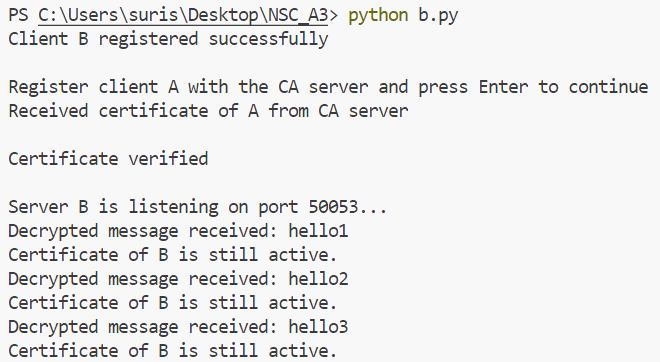 PS C:\Users\suris\Desktop\NSC_A3> python b.py
Client B registered successfully
Register client A with the CA server and press Enter to continue
Received certificate of A from CA server
Certificate verified
Server B is listening on port 50053...
Decrypted message received: hello1
Certificate of B is still active.
Decrypted message received: hello2
Certificate of B is still active.
Decrypted message received: hello3
Certificate of B is still active.